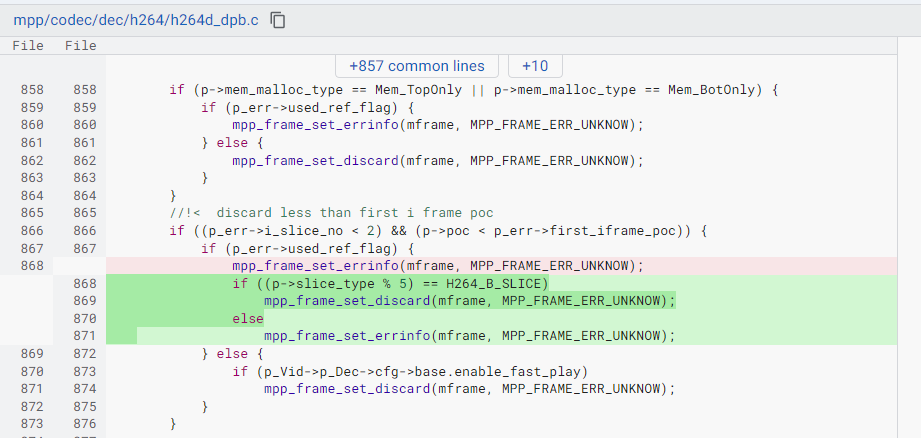 mpp/codec/dec/h264/h264d_dpb.c
File File
+857 common lines +10
858 858 if (p->mem_malloc_type == Mem_TopOnly || p->mem_malloc_type == Mem_BotOnly) {
859 859 if (p_err->used_ref_flag) {
860 860 mpp_frame_set_errinfo(mframe, MPP_FRAME_ERR_UNKNOW);
861 861 } else {
862 862 mpp_frame_set_discard(mframe, MPP_FRAME_ERR_UNKNOW);
863 863 }
864 864 }
865 865 //!< discard less than first i frame poc
866 866 if ((p_err->i_slice_no < 2) && (p->poc < p_err->first_iframe_poc)) {
867 867 if (p_err->used_ref_flag) {
868 mpp_frame_set_errinfo(mframe, MPP_FRAME_ERR_UNKNOW);
868 if ((p->slice_type % 5) == H264_B_SLICE)
869 mpp_frame_set_discard(mframe, MPP_FRAME_ERR_UNKNOW);
870 else
871 mpp_frame_set_errinfo(mframe, MPP_FRAME_ERR_UNKNOW);
869 872 } else {
870 873 if (p_Vid->p_Dec->cfg->base.enable_fast_play)
871 874 mpp_frame_set_discard(mframe, MPP_FRAME_ERR_UNKNOW);
872 875 }
873 876 }